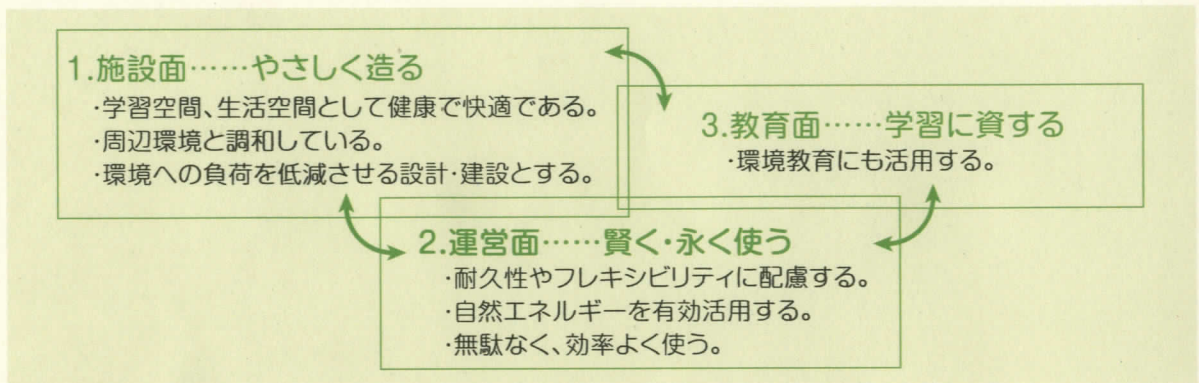 1.施設面……やさしく造る
・学習空間、生活空間として健康で快適である。
・周辺環境と調和している。
・環境への負荷を低減させる設計・建設とする。
2.運営面……賢く・永く使う
・耐久性やフレキシビリティに配慮する。
・自然エネルギーを有効活用する。
・無駄なく、効率よく使う。
3.教育面……学習に資する
・環境教育にも活用する。